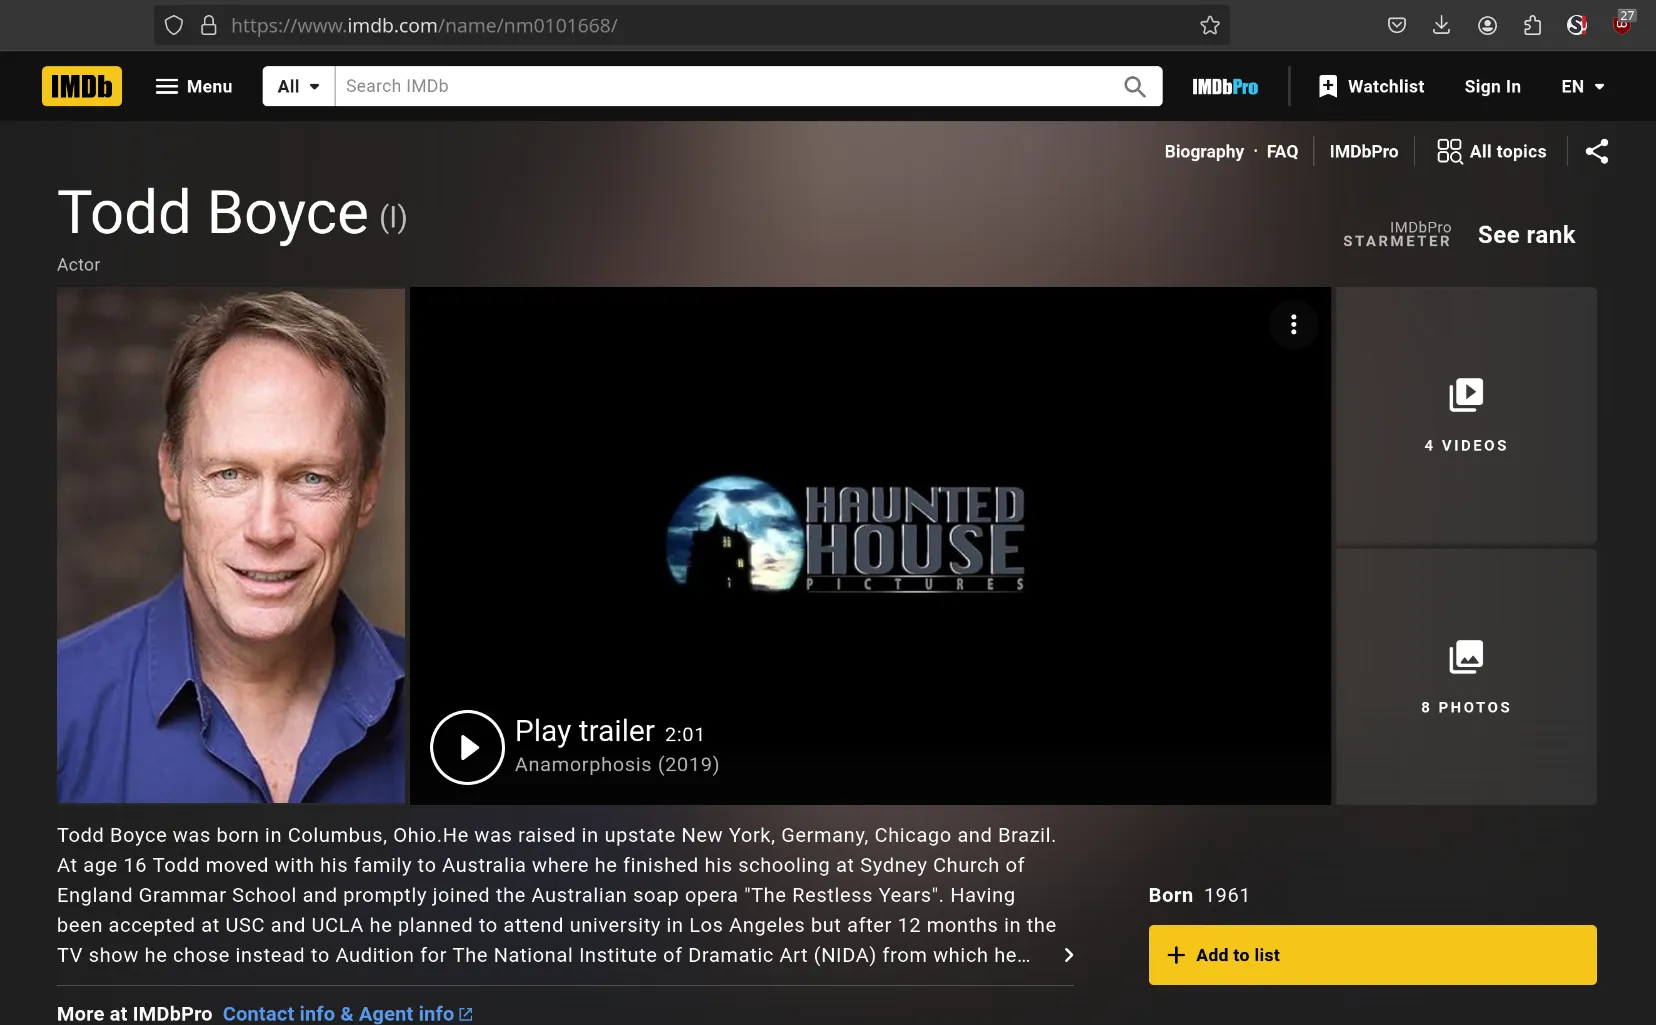 https://www.imdb.com/name/nm0101668/
27
IMDb
Menu
All
Search IMDb
IMDbPro
Watchlist
Sign In
EN
Biography · FAQ
IMDbPro
All topics
Todd Boyce (I)
Actor
IMDbPro
STARMETER
See rank
HAUNTED
HOUSE
PICTURES
Play trailer 2:01
Anamorphosis (2019)
4 VIDEOS
8 PHOTOS
Todd Boyce was born in Columbus, Ohio.He was raised in upstate New York, Germany, Chicago and Brazil.
At age 16 Todd moved with his family to Australia where he finished his schooling at Sydney Church of
England Grammar School and promptly joined the Australian soap opera "The Restless Years". Having
been accepted at USC and UCLA he planned to attend university in Los Angeles but after 12 months in the
TV show he chose instead to Audition for The National Institute of Dramatic Art (NIDA) from which he…
Born 1961
Add to list
More at IMDbPro Contact info & Agent info